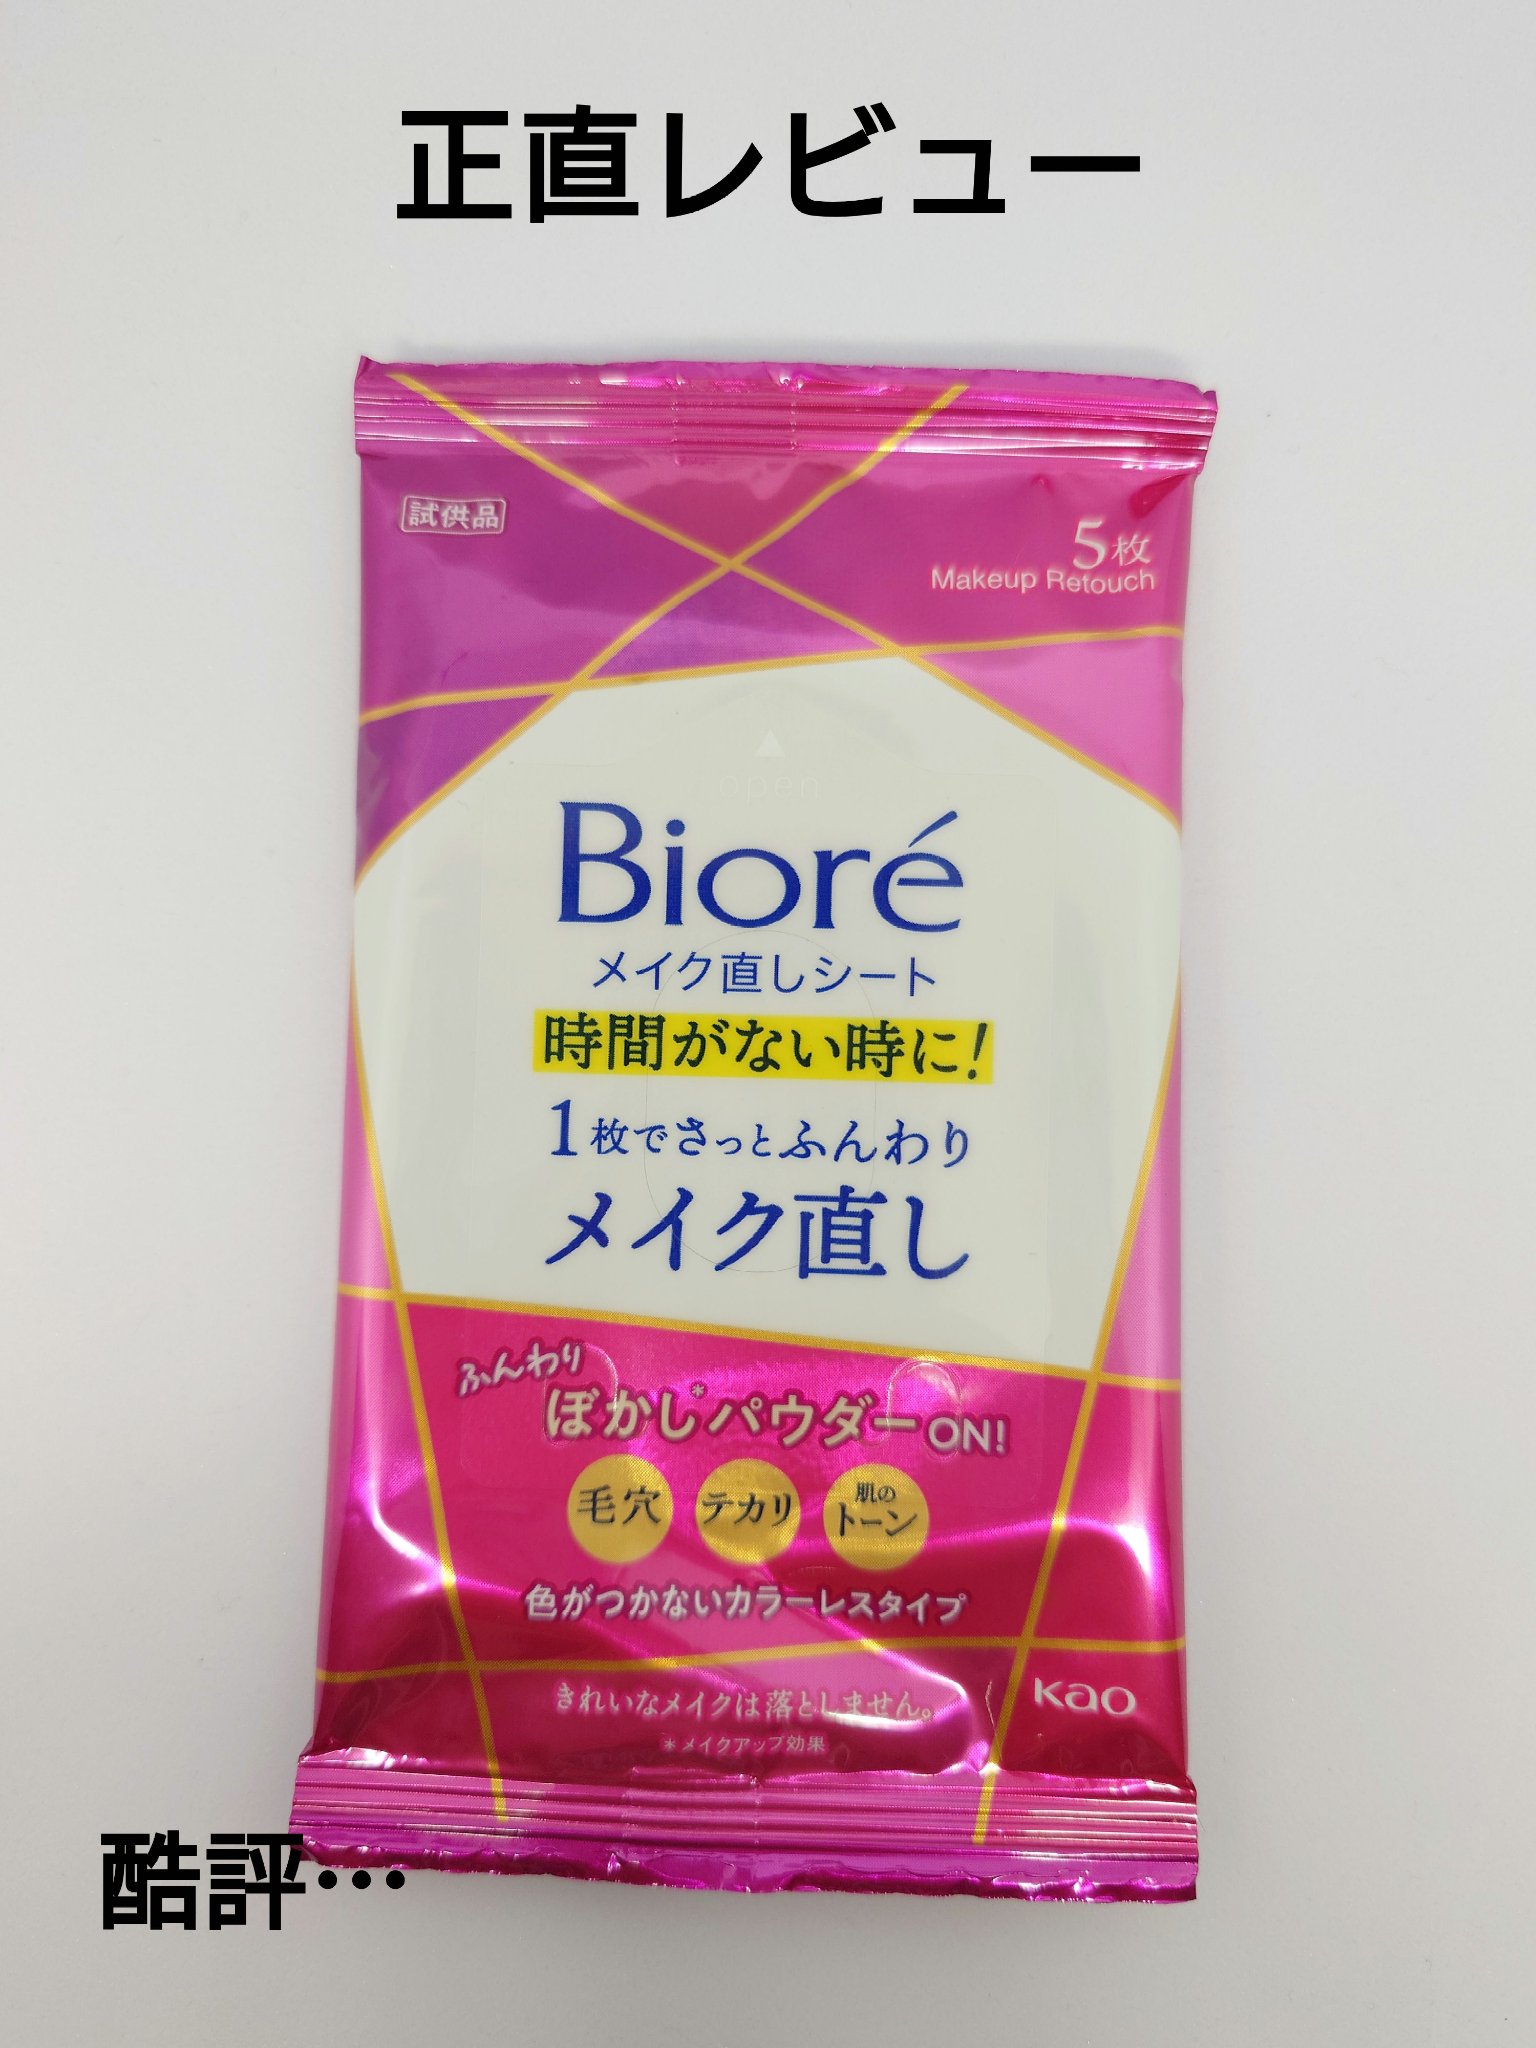 正直レビュー
試供品
5枚
Makeup Retouch
open
Bioré
メイク直しシート
時間がない時に!
1枚でさっとふんわり
メイク直し
ふんわり
ぼかし*パウダーON!
毛穴
テカリ
肌の
トーン
色がつかないカラーレスタイプ
きれいなメイクは落としません。
Kao
*メイクアップ効果
酷評…